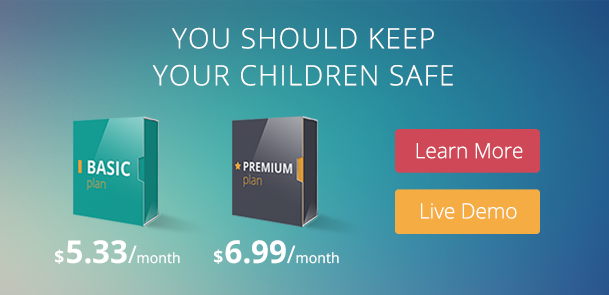 YOU SHOULD KEEP
YOUR CHILDREN SAFE
BASIC
plan
PREMIUM
plan
Learn More
Live Demo
$5.33/month
$6.99/month